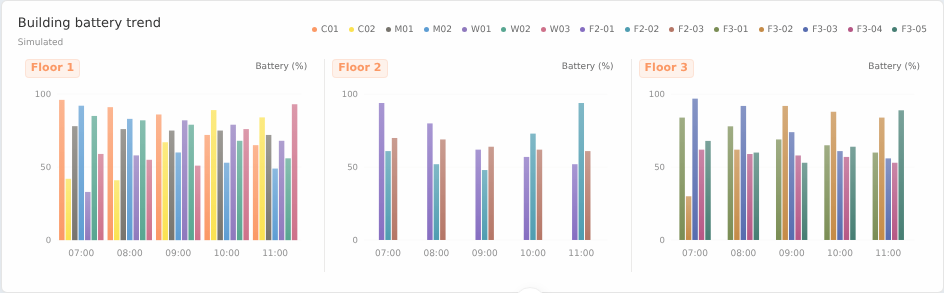 Building battery trend
Simulated
C01 C02 M01 M02 W01 W02 W03 F2-01 F2-02 F2-03 F3-01 F3-02 F3-03 F3-04 F3-05
Floor 1 Battery (%)
100
50
0
07:00 08:00 09:00 10:00 11:00
Floor 2 Battery (%)
100
50
0
07:00 08:00 09:00 10:00 11:00
Floor 3 Battery (%)
100
50
0
07:00 08:00 09:00 10:00 11:00